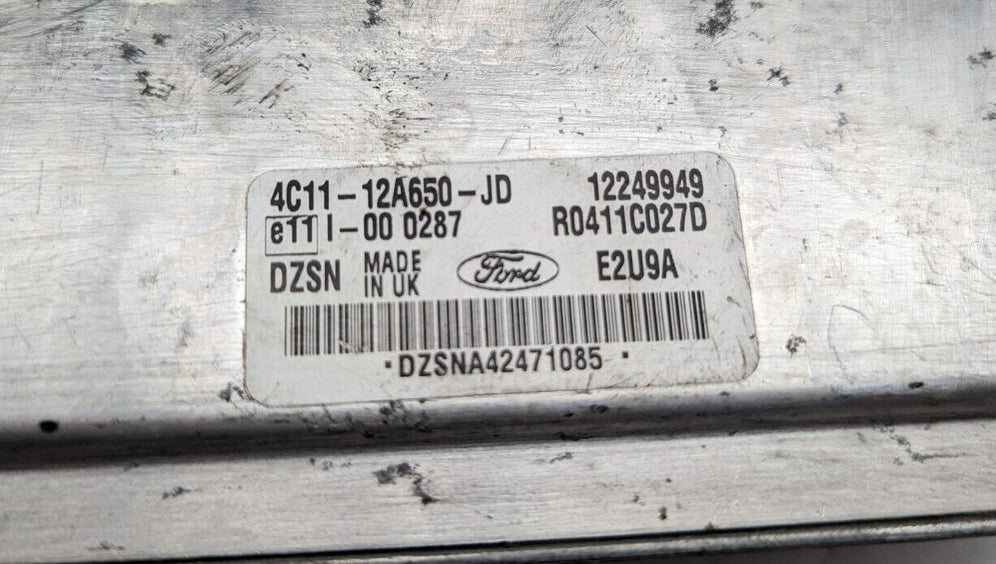 4C11-12A650-JD 12249949
e11 I-00 0287 R0411C027D
DZSN MADE IN UK Ford E2U9A
·DZSNA42471085·